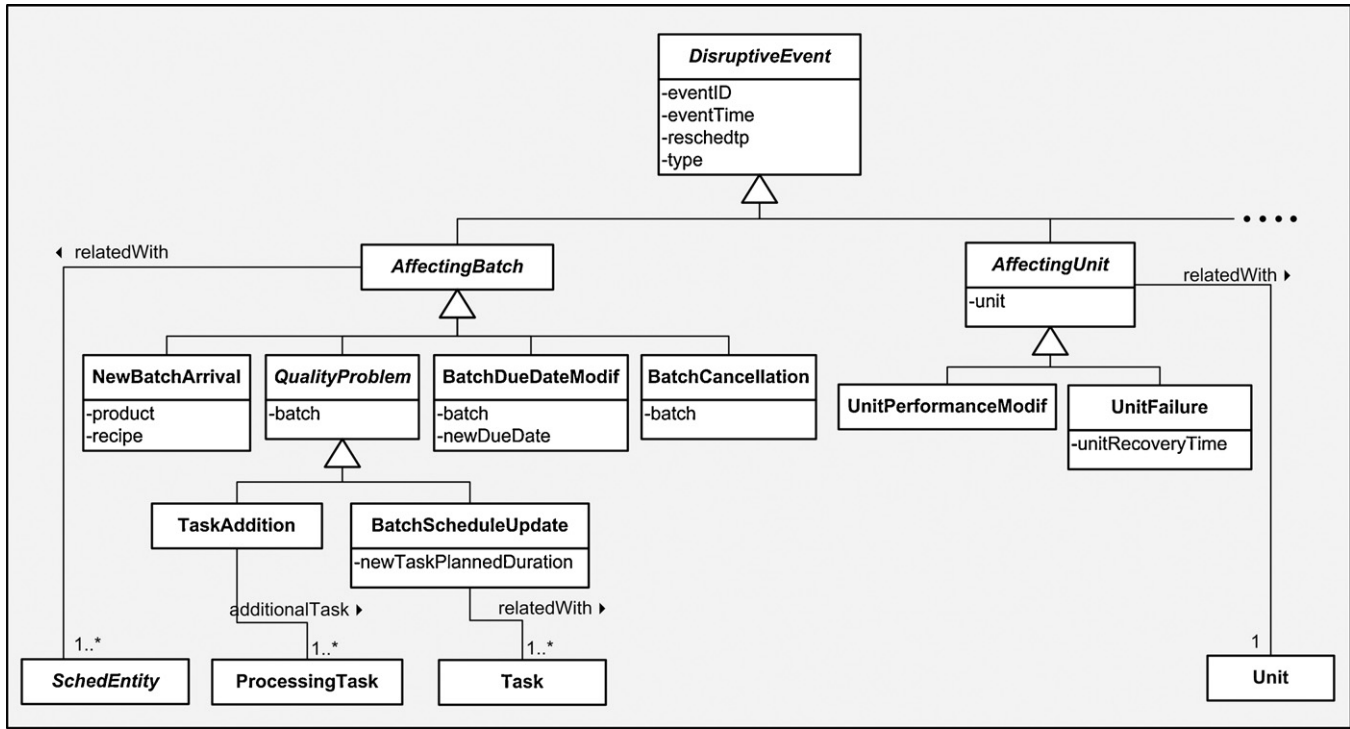 DisruptiveEvent
-eventID
-eventTime
-reschedtp
-type
••••
◂ relatedWith
AffectingBatch
AffectingUnit
-unit
relatedWith ▸
NewBatchArrival
-product
-recipe
QualityProblem
-batch
BatchDueDateModif
-batch
-newDueDate
BatchCancellation
-batch
UnitPerformanceModif
UnitFailure
-unitRecoveryTime
TaskAddition
BatchScheduleUpdate
-newTaskPlannedDuration
additionalTask ▸
relatedWith ▸
1..*
1..*
1..*
1
SchedEntity
ProcessingTask
Task
Unit